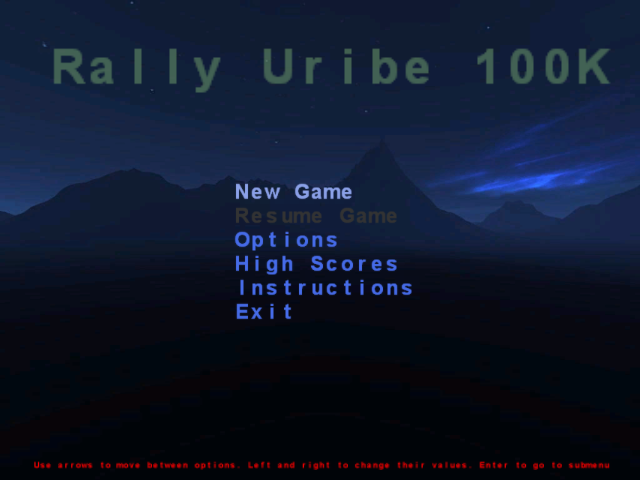 Rally Uribe 100K
New Game
Resume Game
Options
High Scores
Instructions
Exit
Use arrows to move between options. Left and right to change their values. Enter to go to submenu